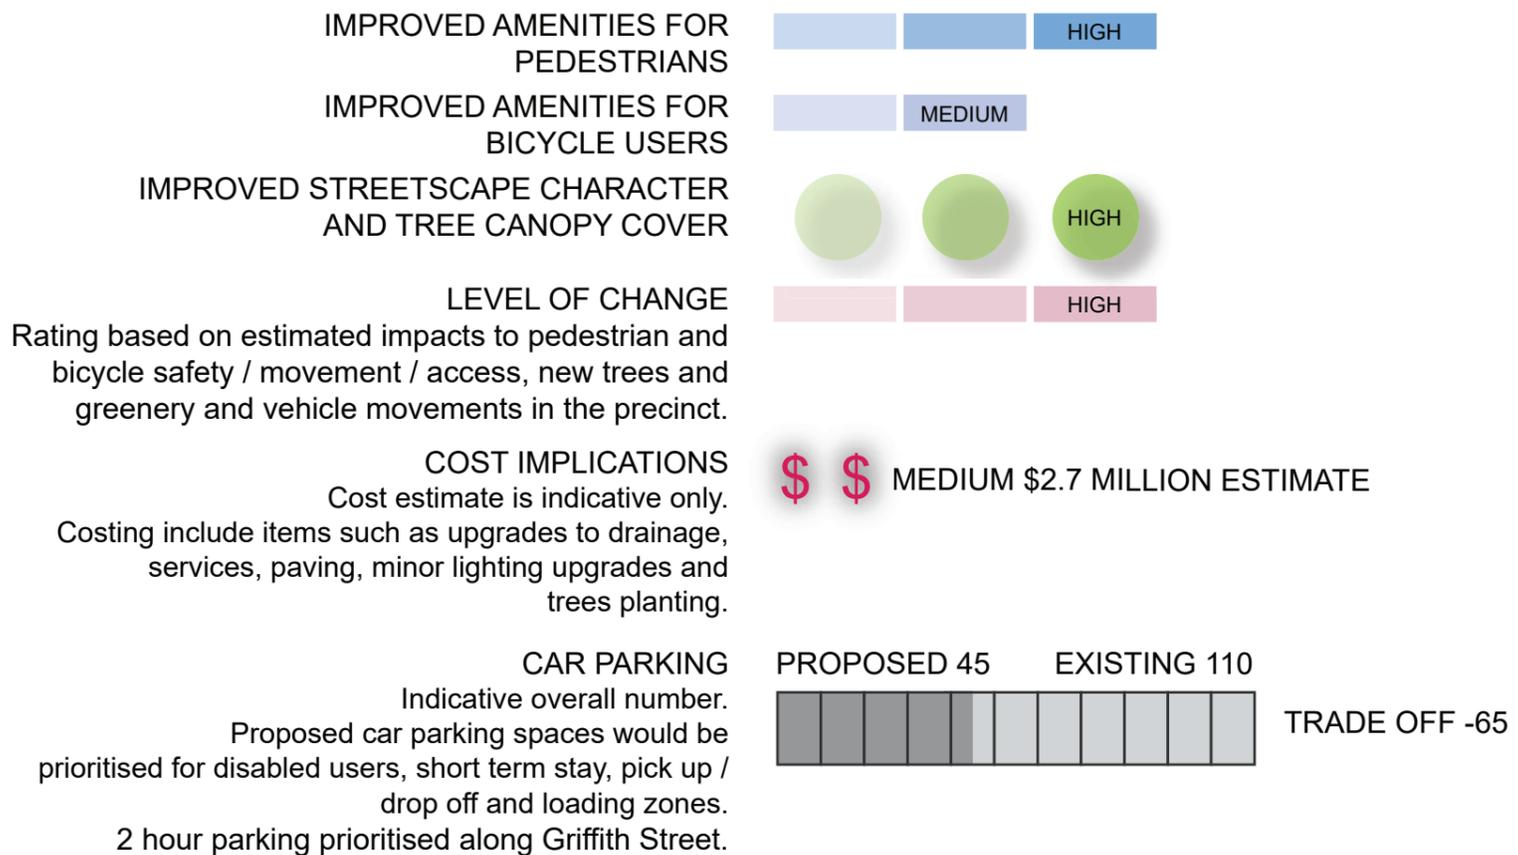 IMPROVED AMENITIES FOR
PEDESTRIANS
HIGH
IMPROVED AMENITIES FOR
BICYCLE USERS
MEDIUM
IMPROVED STREETSCAPE CHARACTER
AND TREE CANOPY COVER
HIGH
LEVEL OF CHANGE
HIGH
Rating based on estimated impacts to pedestrian and
bicycle safety / movement / access, new trees and
greenery and vehicle movements in the precinct.
COST IMPLICATIONS
$ $ MEDIUM $2.7 MILLION ESTIMATE
Cost estimate is indicative only.
Costing include items such as upgrades to drainage,
services, paving, minor lighting upgrades and
trees planting.
CAR PARKING
PROPOSED 45 EXISTING 110
TRADE OFF -65
Indicative overall number.
Proposed car parking spaces would be
prioritised for disabled users, short term stay, pick up /
drop off and loading zones.
2 hour parking prioritised along Griffith Street.